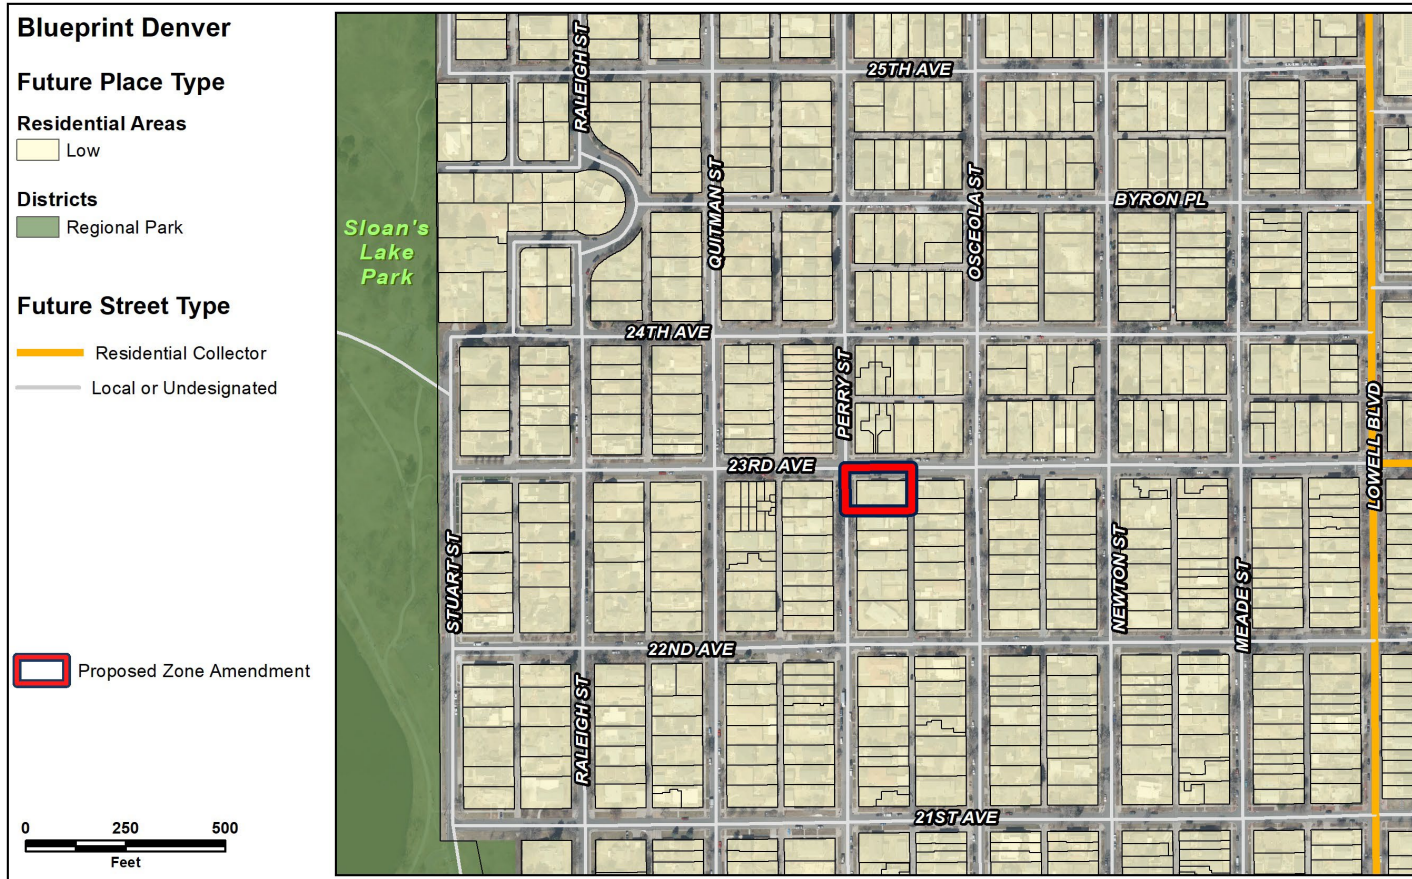 Blueprint Denver
Future Place Type
Residential Areas
Low
Districts
Regional Park
Future Street Type
Residential Collector
Local or Undesignated
Proposed Zone Amendment
0 250 500
Feet
RALEIGH ST
25TH AVE
QUITMAN ST
OSCEOLA ST
BYRON PL
Sloan's
Lake
Park
24TH AVE
PERRY ST
LOWELL BLVD
23RD AVE
STUART ST
NEWTON ST
MEADE ST
22ND AVE
RALEIGH ST
21ST AVE